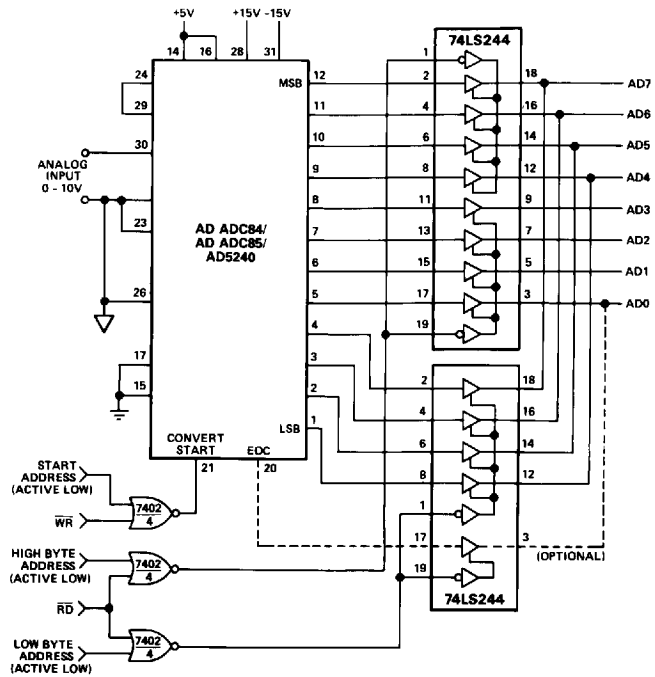 +5V
+15V -15V
14 16 28 31
74LS244
24
29
30
ANALOG
INPUT
0 - 10V
23
26
17
15
AD ADC84/
AD ADC85/
AD5240
MSB
12
11
10
9
8
7
6
5
4
3
2
LSB
1
CONVERT
START
EOC
21
20
1
2
4
6
8
11
13
15
17
19
18
16
14
12
9
7
5
3
AD7
AD6
AD5
AD4
AD3
AD2
AD1
AD0
2
4
6
8
1
17
19
18
16
14
12
3
(OPTIONAL)
74LS244
START
ADDRESS
(ACTIVE LOW)
WR
7402
4
HIGH BYTE
ADDRESS
(ACTIVE LOW)
7402
4
RD
LOW BYTE
ADDRESS
(ACTIVE LOW)
7402
4